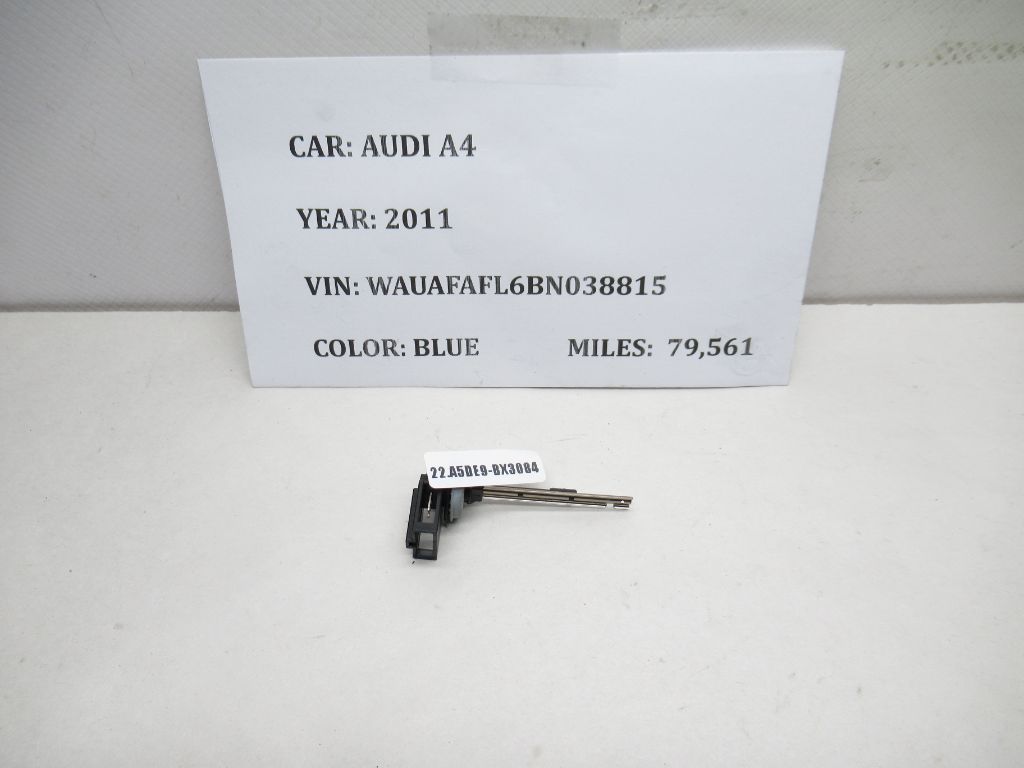 CAR: AUDI A4
YEAR: 2011
VIN: WAUAFAFL6BN038815
COLOR: BLUE MILES: 79,561
22.A5DE9-BX3084